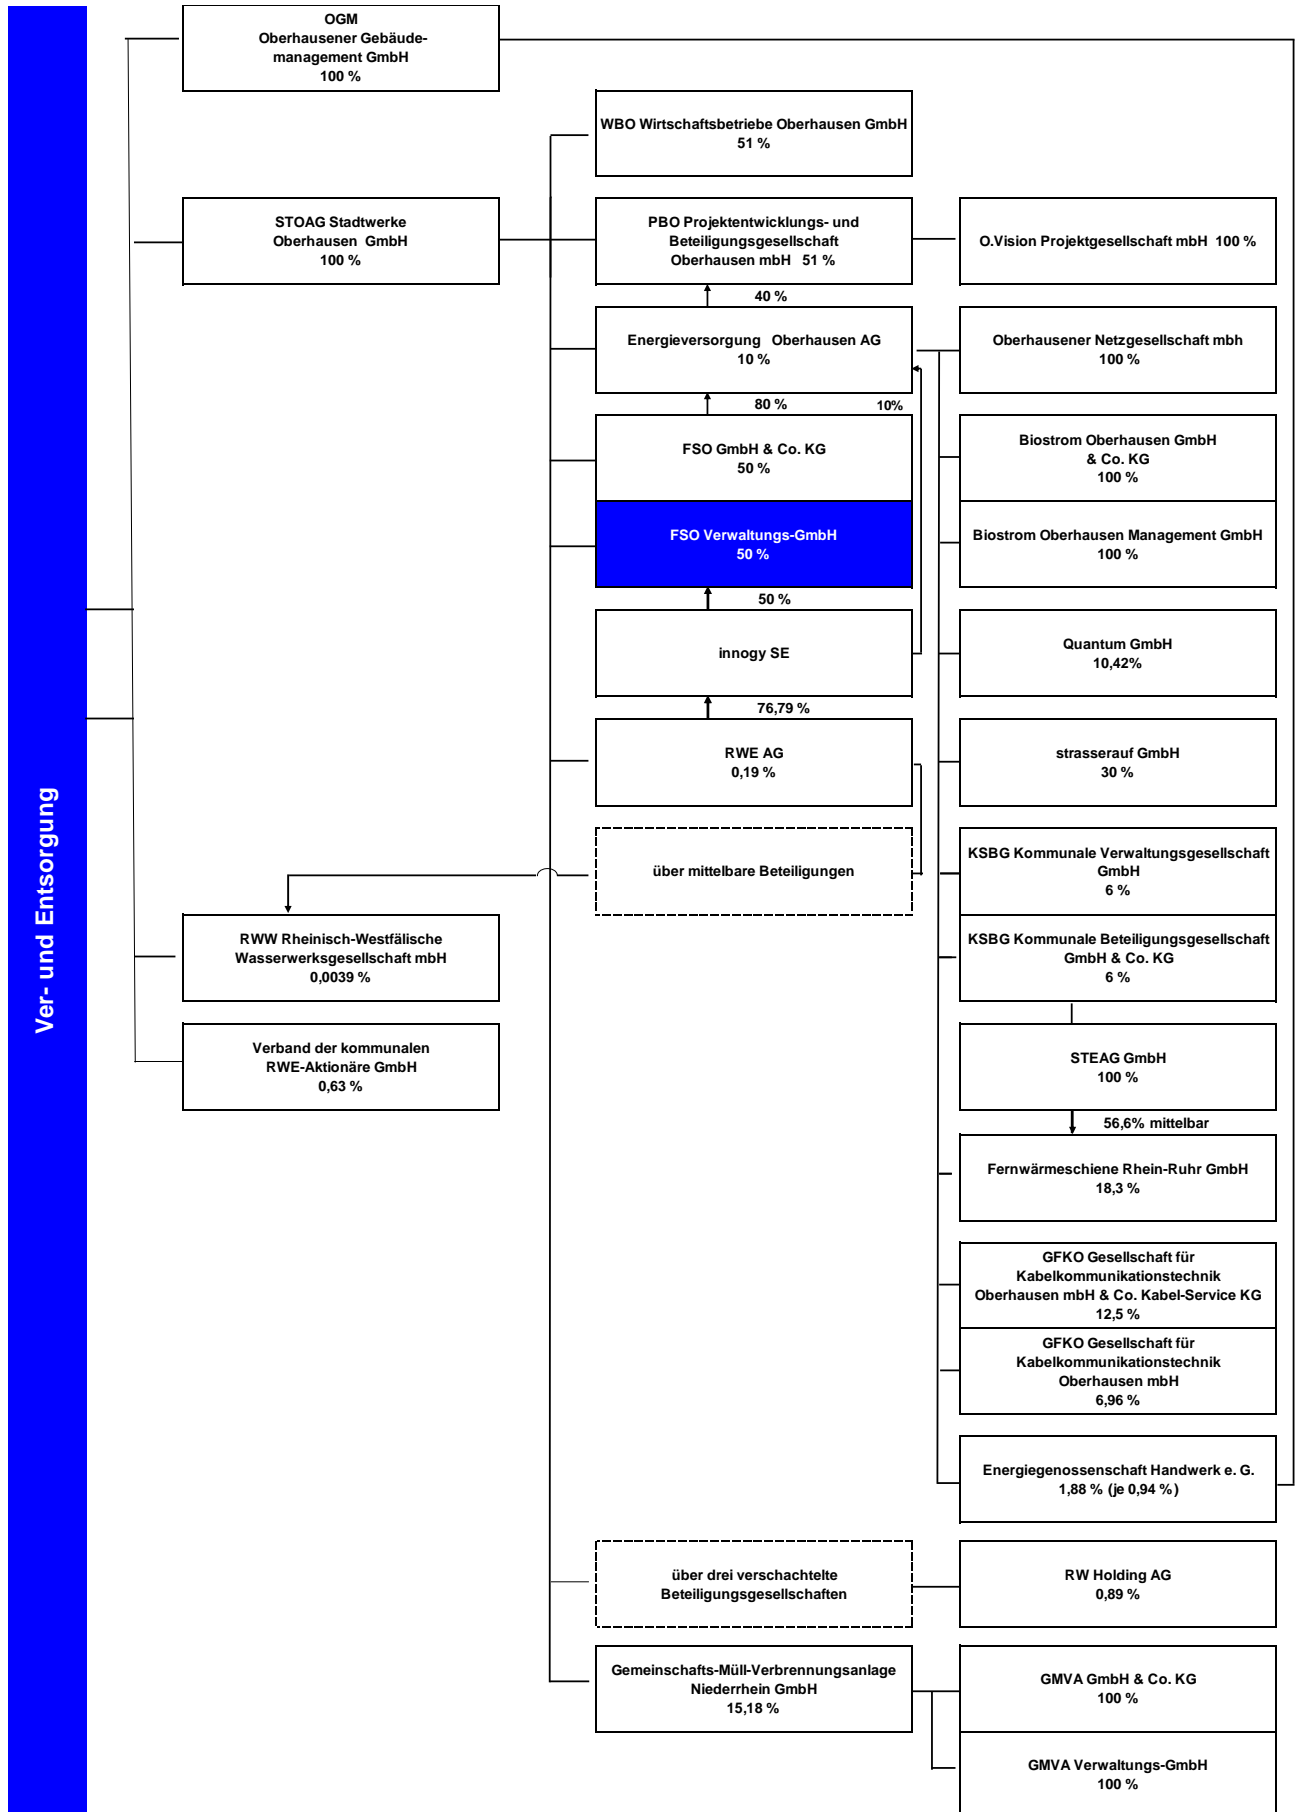 Ver- und Entsorgung
OGM
Oberhausener Gebäude-
management GmbH
100 %
WBO Wirtschaftsbetriebe Oberhausen GmbH
51 %
STOAG Stadtwerke
Oberhausen GmbH
100 %
PBO Projektentwicklungs- und
Beteiligungsgesellschaft
Oberhausen mbH 51 %
O.Vision Projektgesellschaft mbH 100 %
40 %
Energieversorgung Oberhausen AG
10 %
Oberhausener Netzgesellschaft mbh
100 %
80 %
10%
FSO GmbH & Co. KG
50 %
Biostrom Oberhausen GmbH
& Co. KG
100 %
FSO Verwaltungs-GmbH
50 %
Biostrom Oberhausen Management GmbH
100 %
50 %
innogy SE
Quantum GmbH
10,42%
76,79 %
RWE AG
0,19 %
strasserauf GmbH
30 %
über mittelbare Beteiligungen
KSBG Kommunale Verwaltungsgesellschaft
GmbH
6 %
RWW Rheinisch-Westfälische
Wasserwerksgesellschaft mbH
0,0039 %
KSBG Kommunale Beteiligungsgesellschaft
GmbH & Co. KG
6 %
Verband der kommunalen
RWE-Aktionäre GmbH
0,63 %
STEAG GmbH
100 %
56,6% mittelbar
Fernwärmeschiene Rhein-Ruhr GmbH
18,3 %
GFKO Gesellschaft für
Kabelkommunikationstechnik
Oberhausen mbH & Co. Kabel-Service KG
12,5 %
GFKO Gesellschaft für
Kabelkommunikationstechnik
Oberhausen mbH
6,96 %
Energiegenossenschaft Handwerk e. G.
1,88 % (je 0,94 %)
über drei verschachtelte
Beteiligungsgesellschaften
RW Holding AG
0,89 %
Gemeinschafts-Müll-Verbrennungsanlage
Niederrhein GmbH
15,18 %
GMVA GmbH & Co. KG
100 %
GMVA Verwaltungs-GmbH
100 %